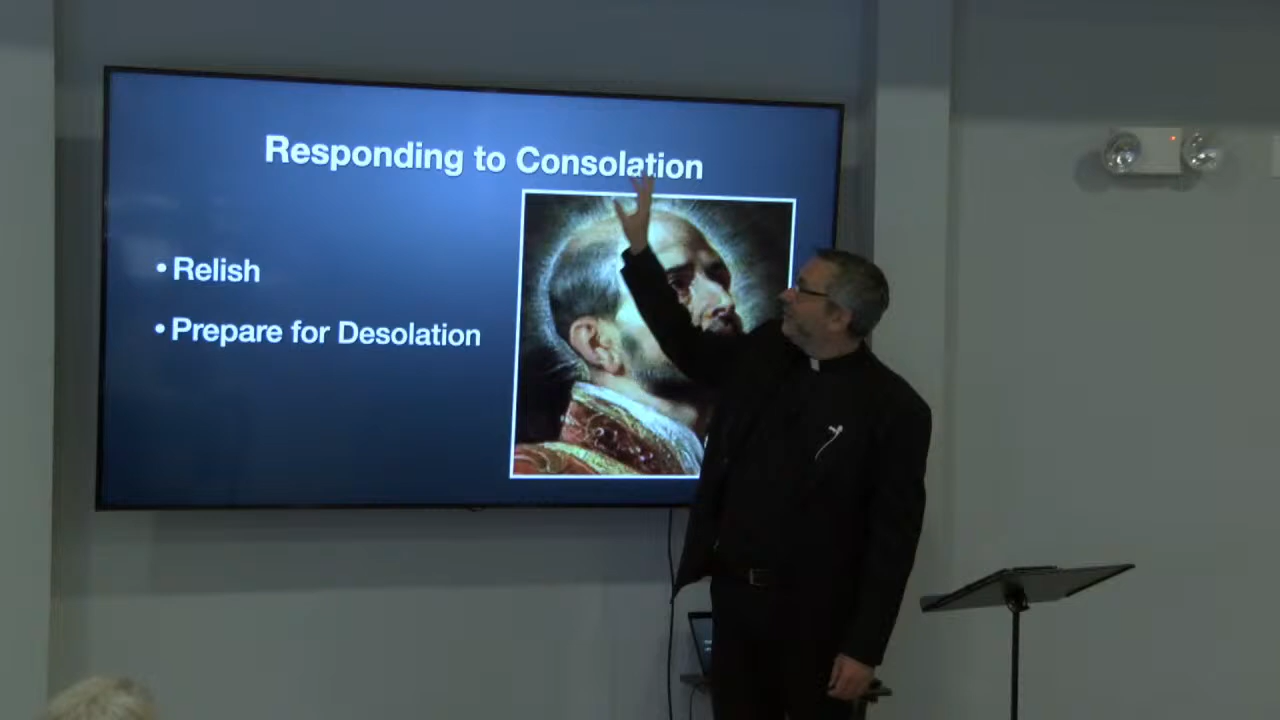 Responding to Consolation
• Relish
• Prepare for Desolation